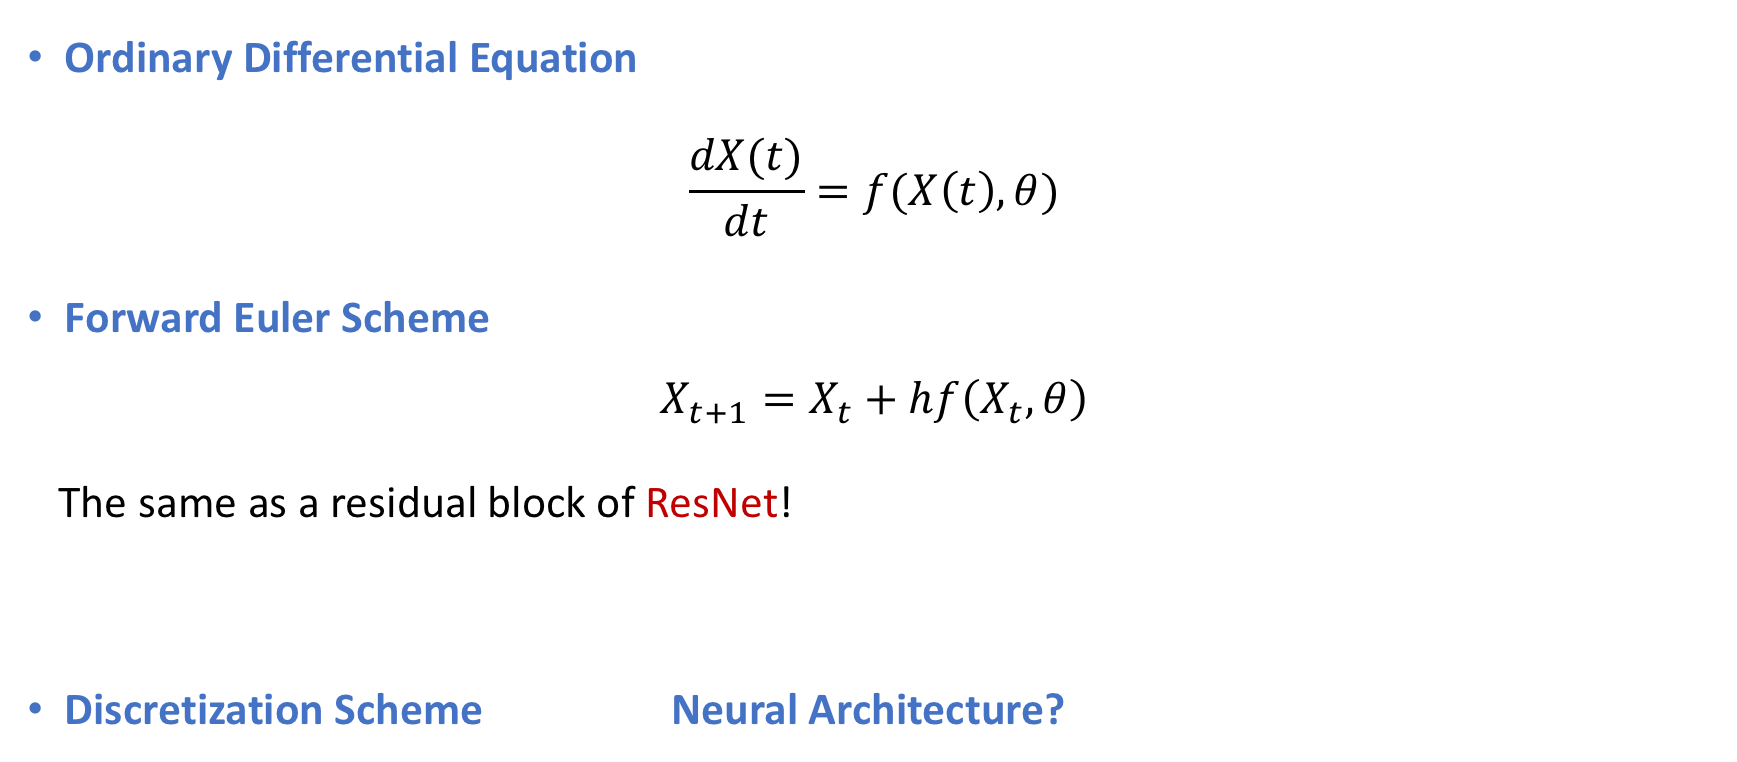 • Ordinary Differential Equation
dX(t)/dt = f(X(t), θ)
• Forward Euler Scheme
X_{t+1} = X_t + hf(X_t, θ)
The same as a residual block of ResNet!
• Discretization Scheme Neural Architecture?